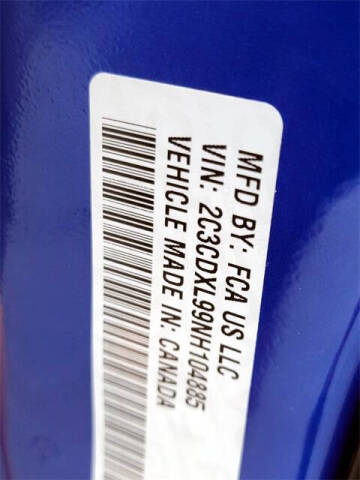 MFD BY: FCA US LLC
VIN: 2C3CDXL99NH104885
VEHICLE MADE IN: CANADA